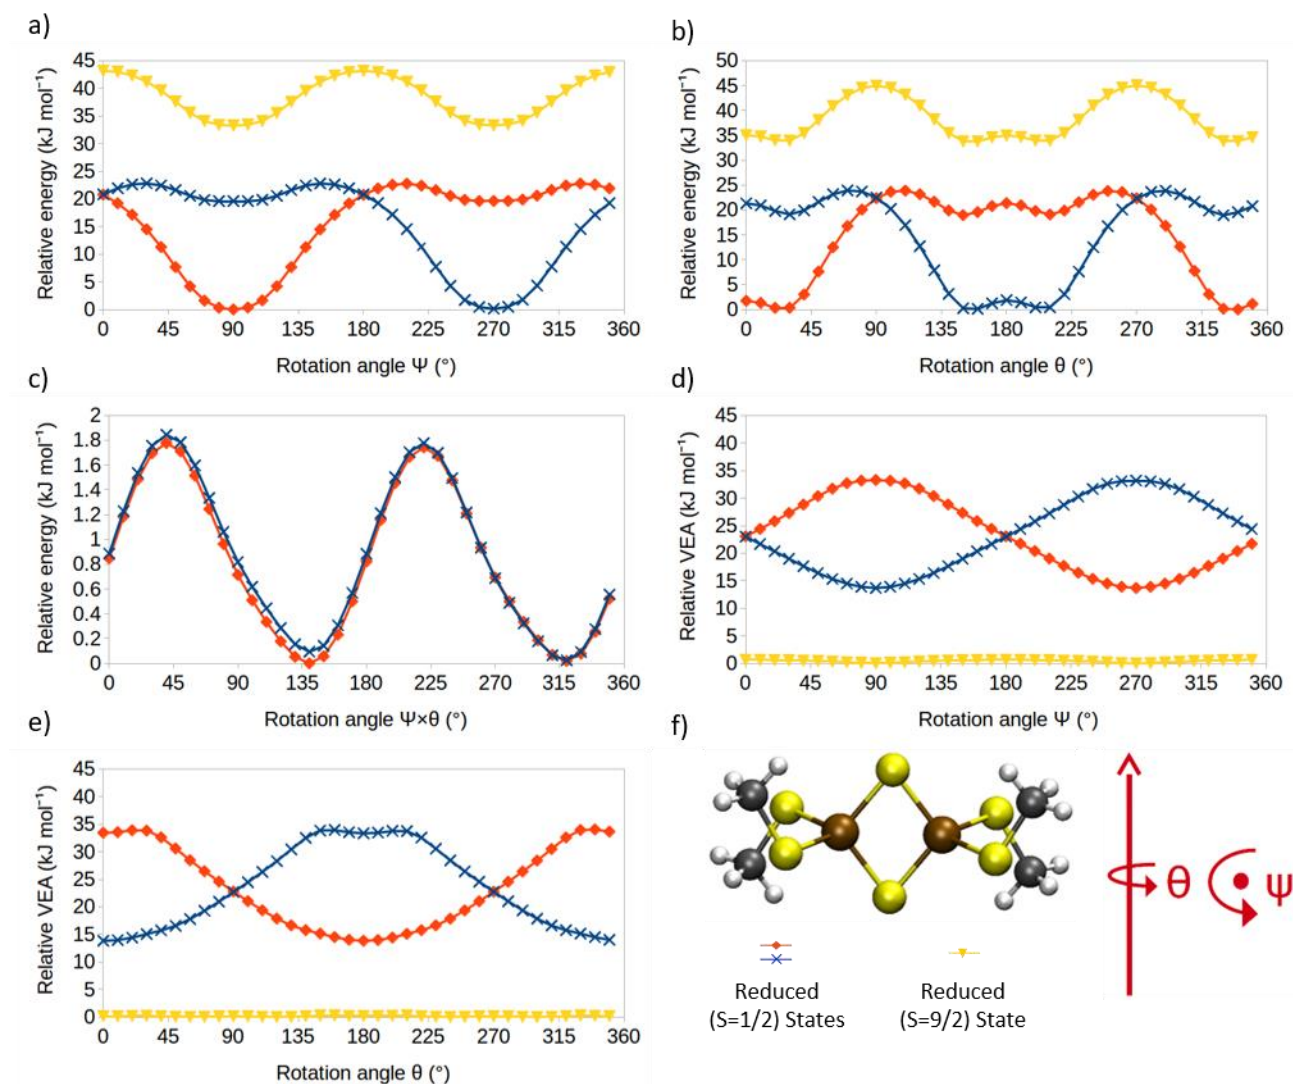 a)
Relative energy (kJ mol⁻¹)
45
40
35
30
25
20
15
10
5
0
0 45 90 135 180 225 270 315 360
Rotation angle Ψ (°)
b)
Relative energy (kJ mol⁻¹)
50
45
40
35
30
25
20
15
10
5
0
0 45 90 135 180 225 270 315 360
Rotation angle θ (°)
c)
Relative energy (kJ mol⁻¹)
2
1.8
1.6
1.4
1.2
1
0.8
0.6
0.4
0.2
0
0 45 90 135 180 225 270 315 360
Rotation angle Ψ×θ (°)
d)
Relative VEA (kJ mol⁻¹)
45
40
35
30
25
20
15
10
5
0
0 45 90 135 180 225 270 315 360
Rotation angle Ψ (°)
e)
Relative VEA (kJ mol⁻¹)
45
40
35
30
25
20
15
10
5
0
0 45 90 135 180 225 270 315 360
Rotation angle θ (°)
f)
θ Ψ
Reduced
(S=1/2) States
Reduced
(S=9/2) State